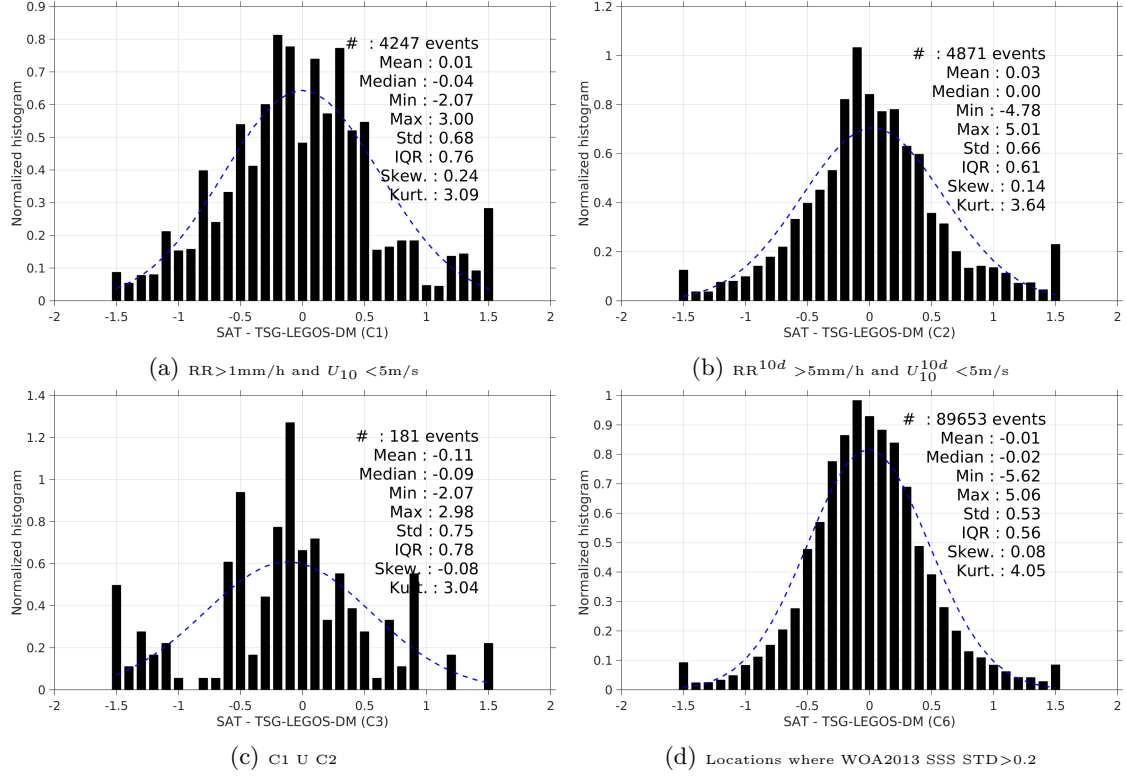 0.9
0.8
0.7
0.6
0.5
0.4
0.3
0.2
0.1
0
Normalized histogram
# : 4247 events
Mean : 0.01
Median : -0.04
Min : -2.07
Max : 3.00
Std : 0.68
IQR : 0.76
Skew. : 0.24
Kurt. : 3.09
-2 -1.5 -1 -0.5 0 0.5 1 1.5 2
SAT - TSG-LEGOS-DM (C1)
(a) RR>1mm/h and U10 <5m/s
1.2
1
0.8
0.6
0.4
0.2
0
Normalized histogram
# : 4871 events
Mean : 0.03
Median : 0.00
Min : -4.78
Max : 5.01
Std : 0.66
IQR : 0.61
Skew. : 0.14
Kurt. : 3.64
-2 -1.5 -1 -0.5 0 0.5 1 1.5 2
SAT - TSG-LEGOS-DM (C2)
(b) RR^10d >5mm/h and U10^10d <5m/s
1.4
1.2
1
0.8
0.6
0.4
0.2
0
Normalized histogram
# : 181 events
Mean : -0.11
Median : -0.09
Min : -2.07
Max : 2.98
Std : 0.75
IQR : 0.78
Skew. : -0.08
Kurt. : 3.04
-2 -1.5 -1 -0.5 0 0.5 1 1.5 2
SAT - TSG-LEGOS-DM (C3)
(c) C1 U C2
1
0.9
0.8
0.7
0.6
0.5
0.4
0.3
0.2
0.1
0
Normalized histogram
# : 89653 events
Mean : -0.01
Median : -0.02
Min : -5.62
Max : 5.06
Std : 0.53
IQR : 0.56
Skew. : 0.08
Kurt. : 4.05
-2 -1.5 -1 -0.5 0 0.5 1 1.5 2
SAT - TSG-LEGOS-DM (C6)
(d) Locations where WOA2013 SSS STD>0.2